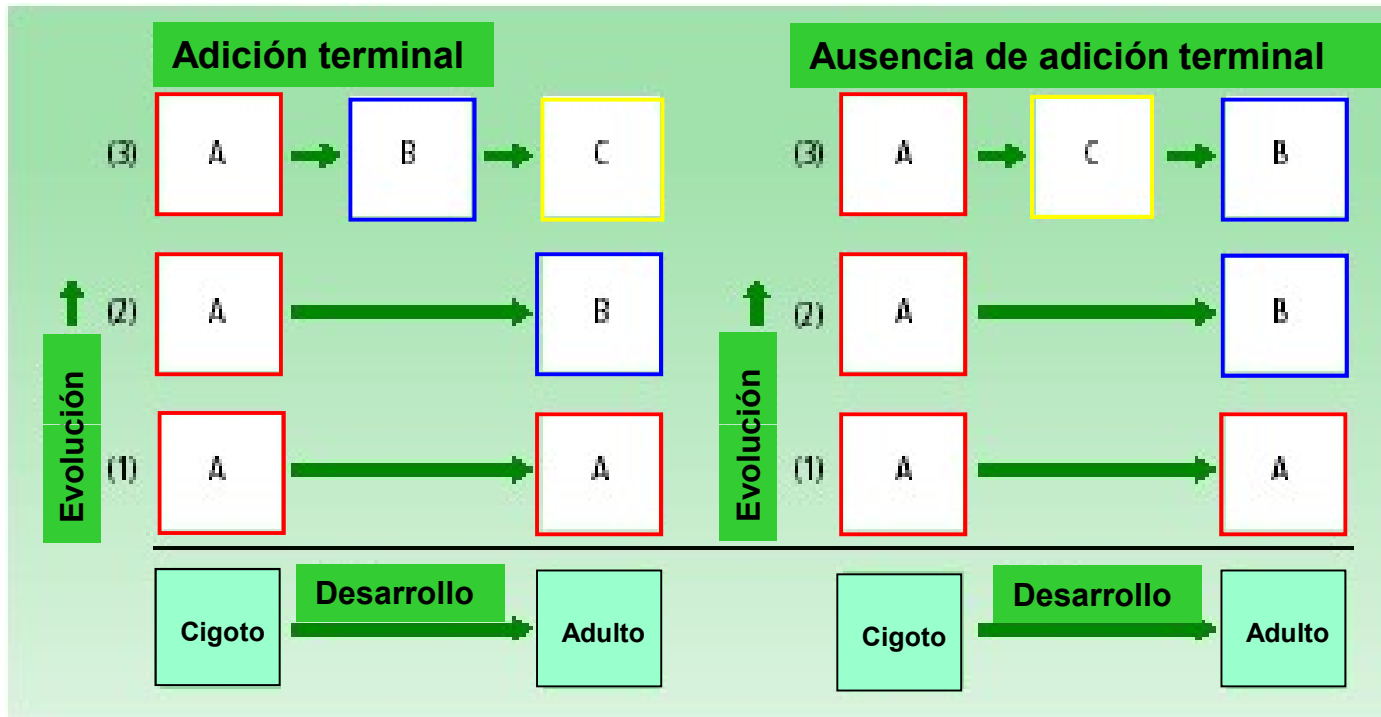 Adición terminal
(3) A B C
(2) A B
(1) A A
Evolución
Cigoto Desarrollo Adulto
Ausencia de adición terminal
(3) A C B
(2) A B
(1) A A
Evolución
Cigoto Desarrollo Adulto